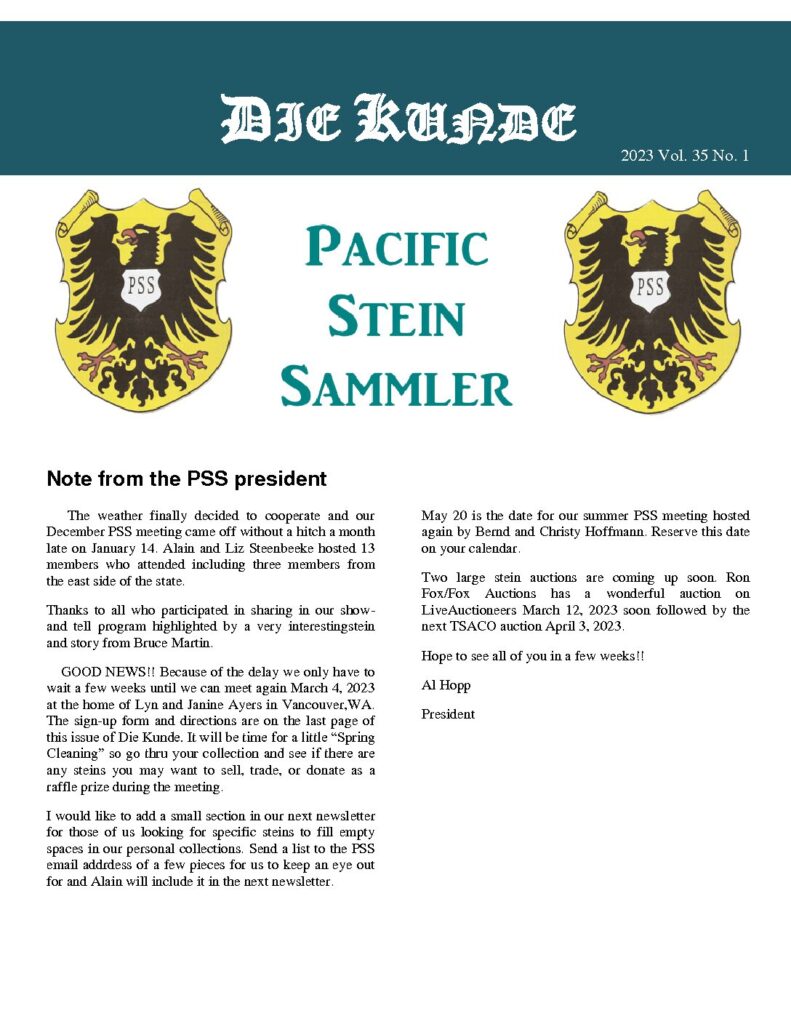 DIE KUNDE
2023 Vol. 35 No. 1
PSS
PACIFIC
STEIN
SAMMLER
PSS
Note from the PSS president
The weather finally decided to cooperate and our
December PSS meeting came off without a hitch a month
late on January 14. Alain and Liz Steenbeeke hosted 13
members who attended including three members from
the east side of the state.
Thanks to all who participated in sharing in our show-
and tell program highlighted by a very interestingstein
and story from Bruce Martin.
GOOD NEWS!! Because of the delay we only have to
wait a few weeks until we can meet again March 4, 2023
at the home of Lyn and Janine Ayers in Vancouver,WA.
The sign-up form and directions are on the last page of
this issue of Die Kunde. It will be time for a little “Spring
Cleaning” so go thru your collection and see if there are
any steins you may want to sell, trade, or donate as a
raffle prize during the meeting.
I would like to add a small section in our next newsletter
for those of us looking for specific steins to fill empty
spaces in our personal collections. Send a list to the PSS
email addrdess of a few pieces for us to keep an eye out
for and Alain will include it in the next newsletter.
May 20 is the date for our summer PSS meeting hosted
again by Bernd and Christy Hoffmann. Reserve this date
on your calendar.
Two large stein auctions are coming up soon. Ron
Fox/Fox Auctions has a wonderful auction on
LiveAuctioneers March 12, 2023 soon followed by the
next TSACO auction April 3, 2023.
Hope to see all of you in a few weeks!!
Al Hopp
President